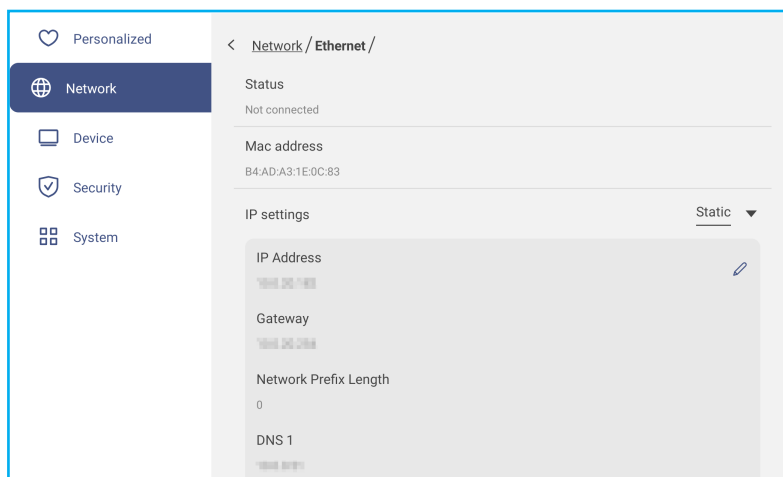 Personalized
Network
Device
Security
System
Network / Ethernet /
Status
Not connected
Mac address
B4:AD:A3:1E:0C:83
IP settings
Static
IP Address
Gateway
Network Prefix Length
0
DNS 1